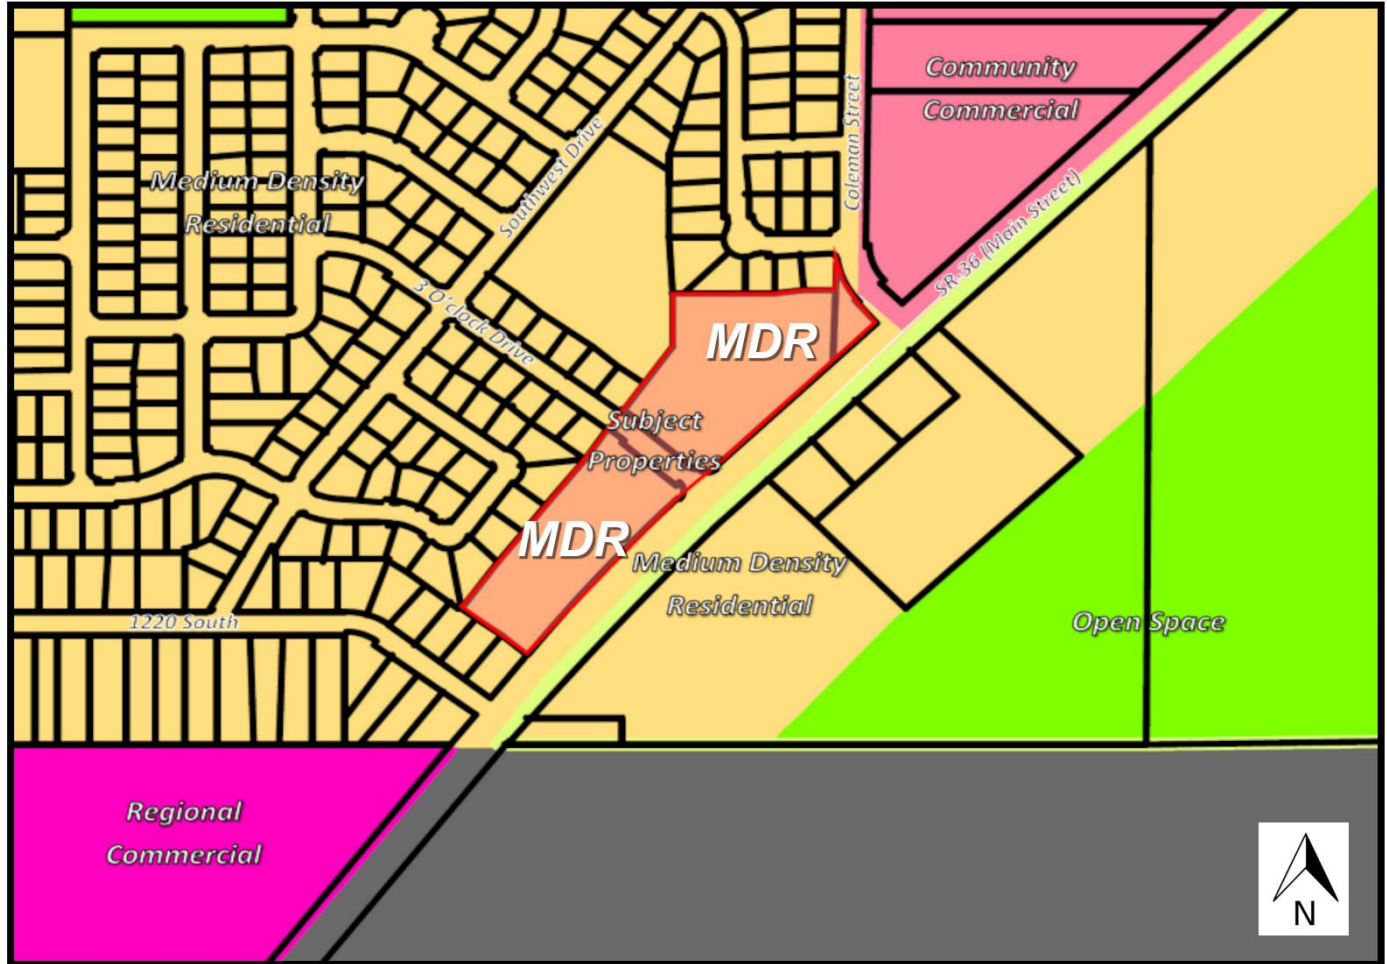 Community
Commercial
Coleman Street
Southwest Drive
Medium Density
Residential
SR-36 (Main Street)
3 O'clock Drive
MDR
Subject
Properties
MDR
Medium Density
Residential
1220 South
Open Space
Regional
Commercial
N